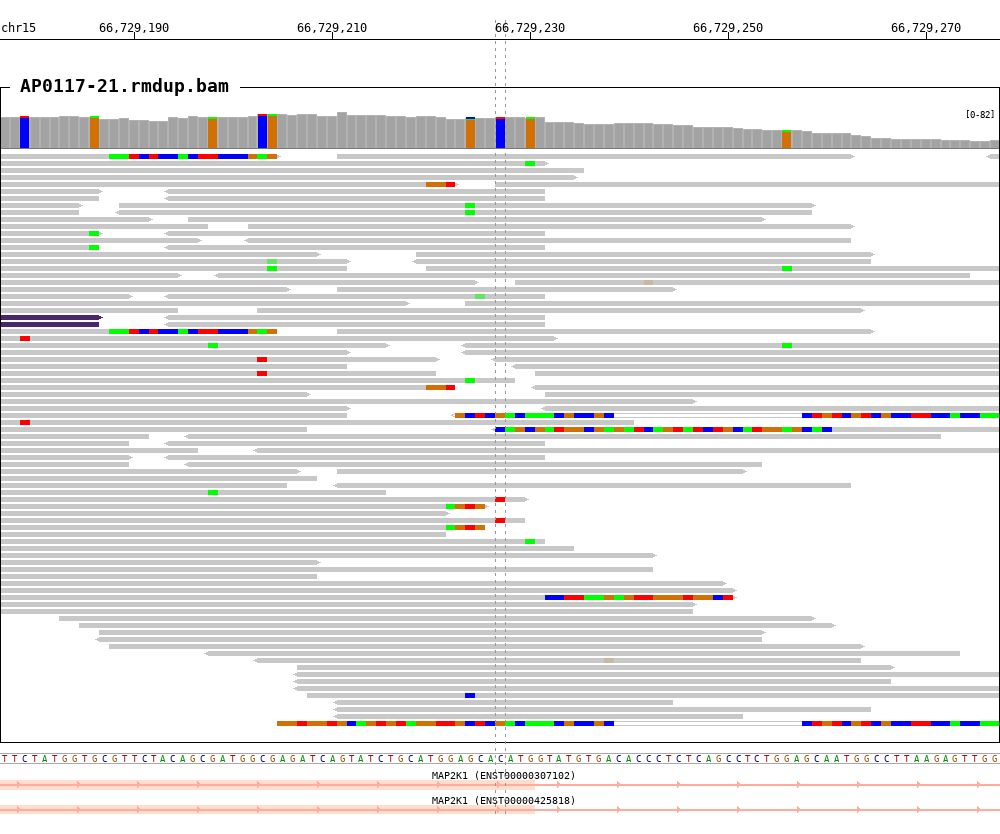 chr15 66,729,190 66,729,210 66,729,230 66,729,250 66,729,270
AP0117-21.rmdup.bam
[0-82]
TTCTATGGTGCGTTCTACAGCGATGGCGAGATCAGTATCTGCATGGAGCACATGGTATGTGACACCCTCTCAGCCTCTGGAGCAATGGCCTTAAGAGTTGG
MAP2K1 (ENST00000307102)
MAP2K1 (ENST00000425818)